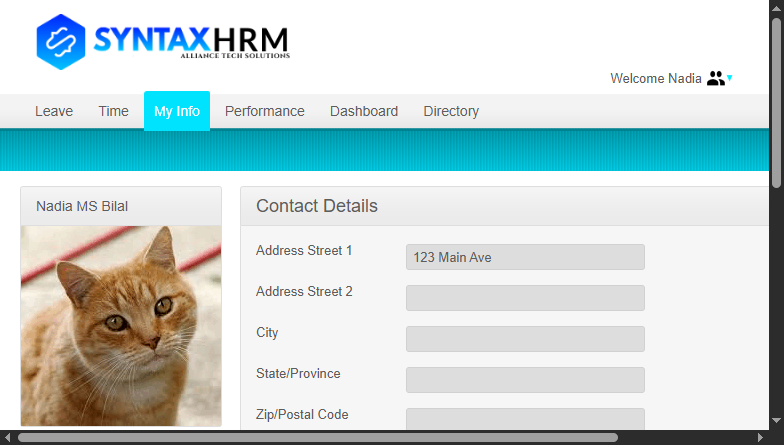 SYNTAXHRM
ALLIANCE TECH SOLUTIONS
Welcome Nadia
Leave Time My Info Performance Dashboard Directory
Nadia MS Bilal
Contact Details
Address Street 1 123 Main Ave
Address Street 2
City
State/Province
Zip/Postal Code